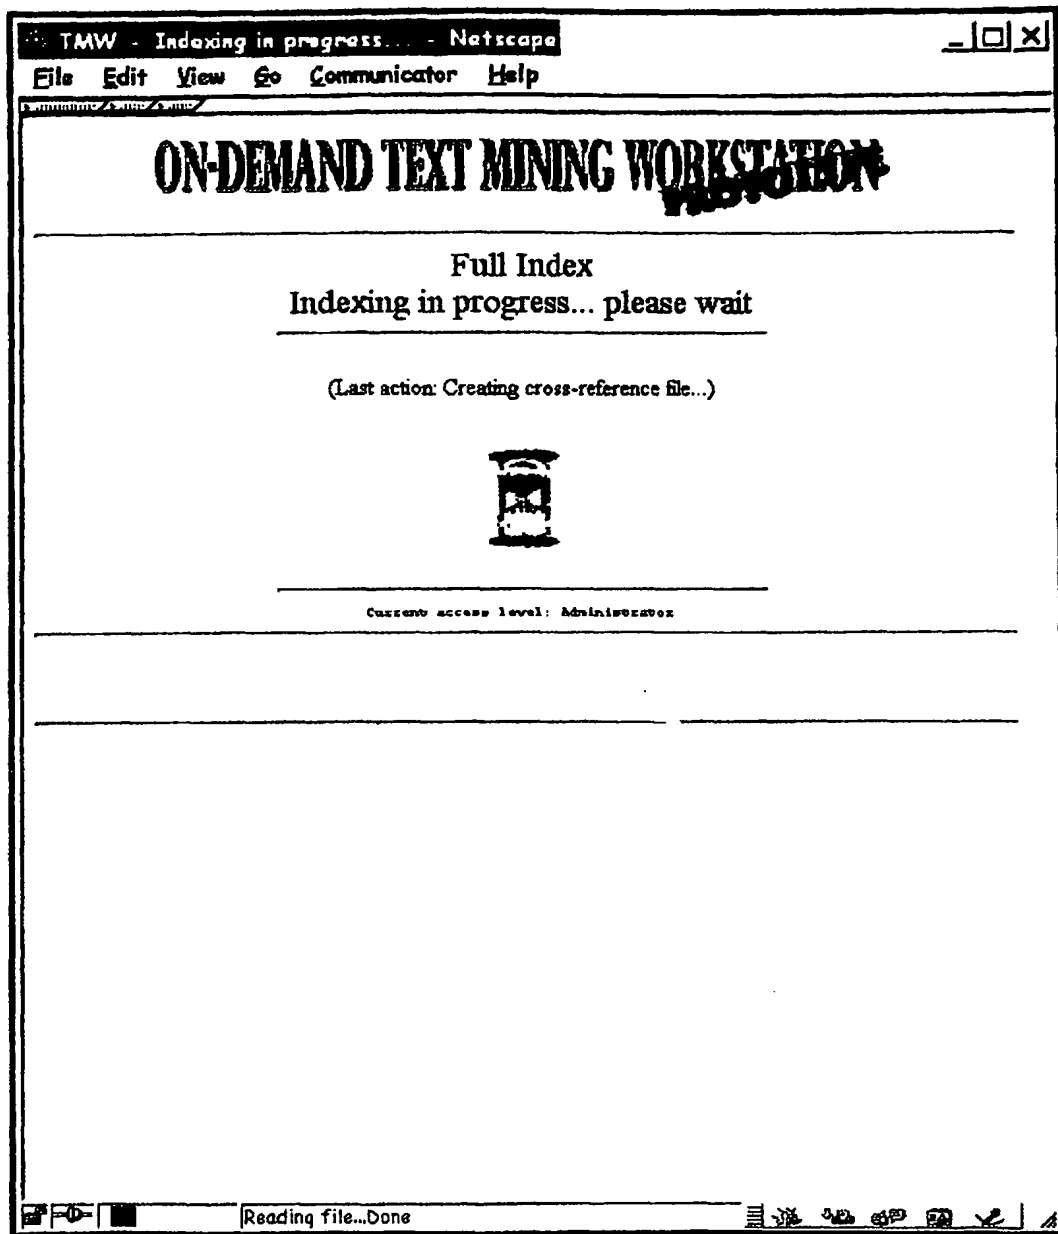 TMW - Indexing in progress... - Netscape
File Edit View Go Communicator Help
ON-DEMAND TEXT MINING WORKSTATION
Full Index
Indexing in progress... please wait
(Last action: Creating cross-reference file...)
Current access level: Administrator
Reading file...Done